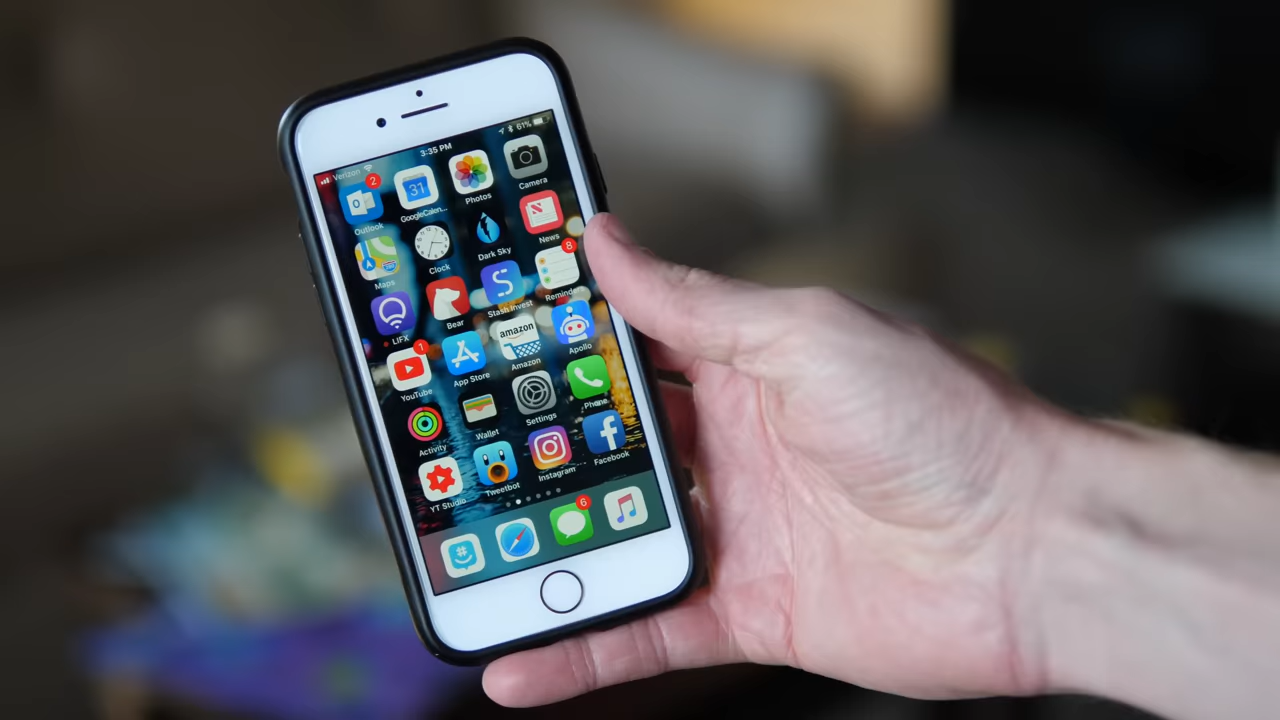 Verizon 3:35 PM 61%
2 31
Outlook GoogleCalen... Photos Camera
Maps Clock Dark Sky News
8
LIFX Bear Stash Invest Reminders
1 amazon
YouTube App Store Amazon Apollo
Activity Wallet Settings Phone
YT Studio Tweetbot Instagram Facebook
6